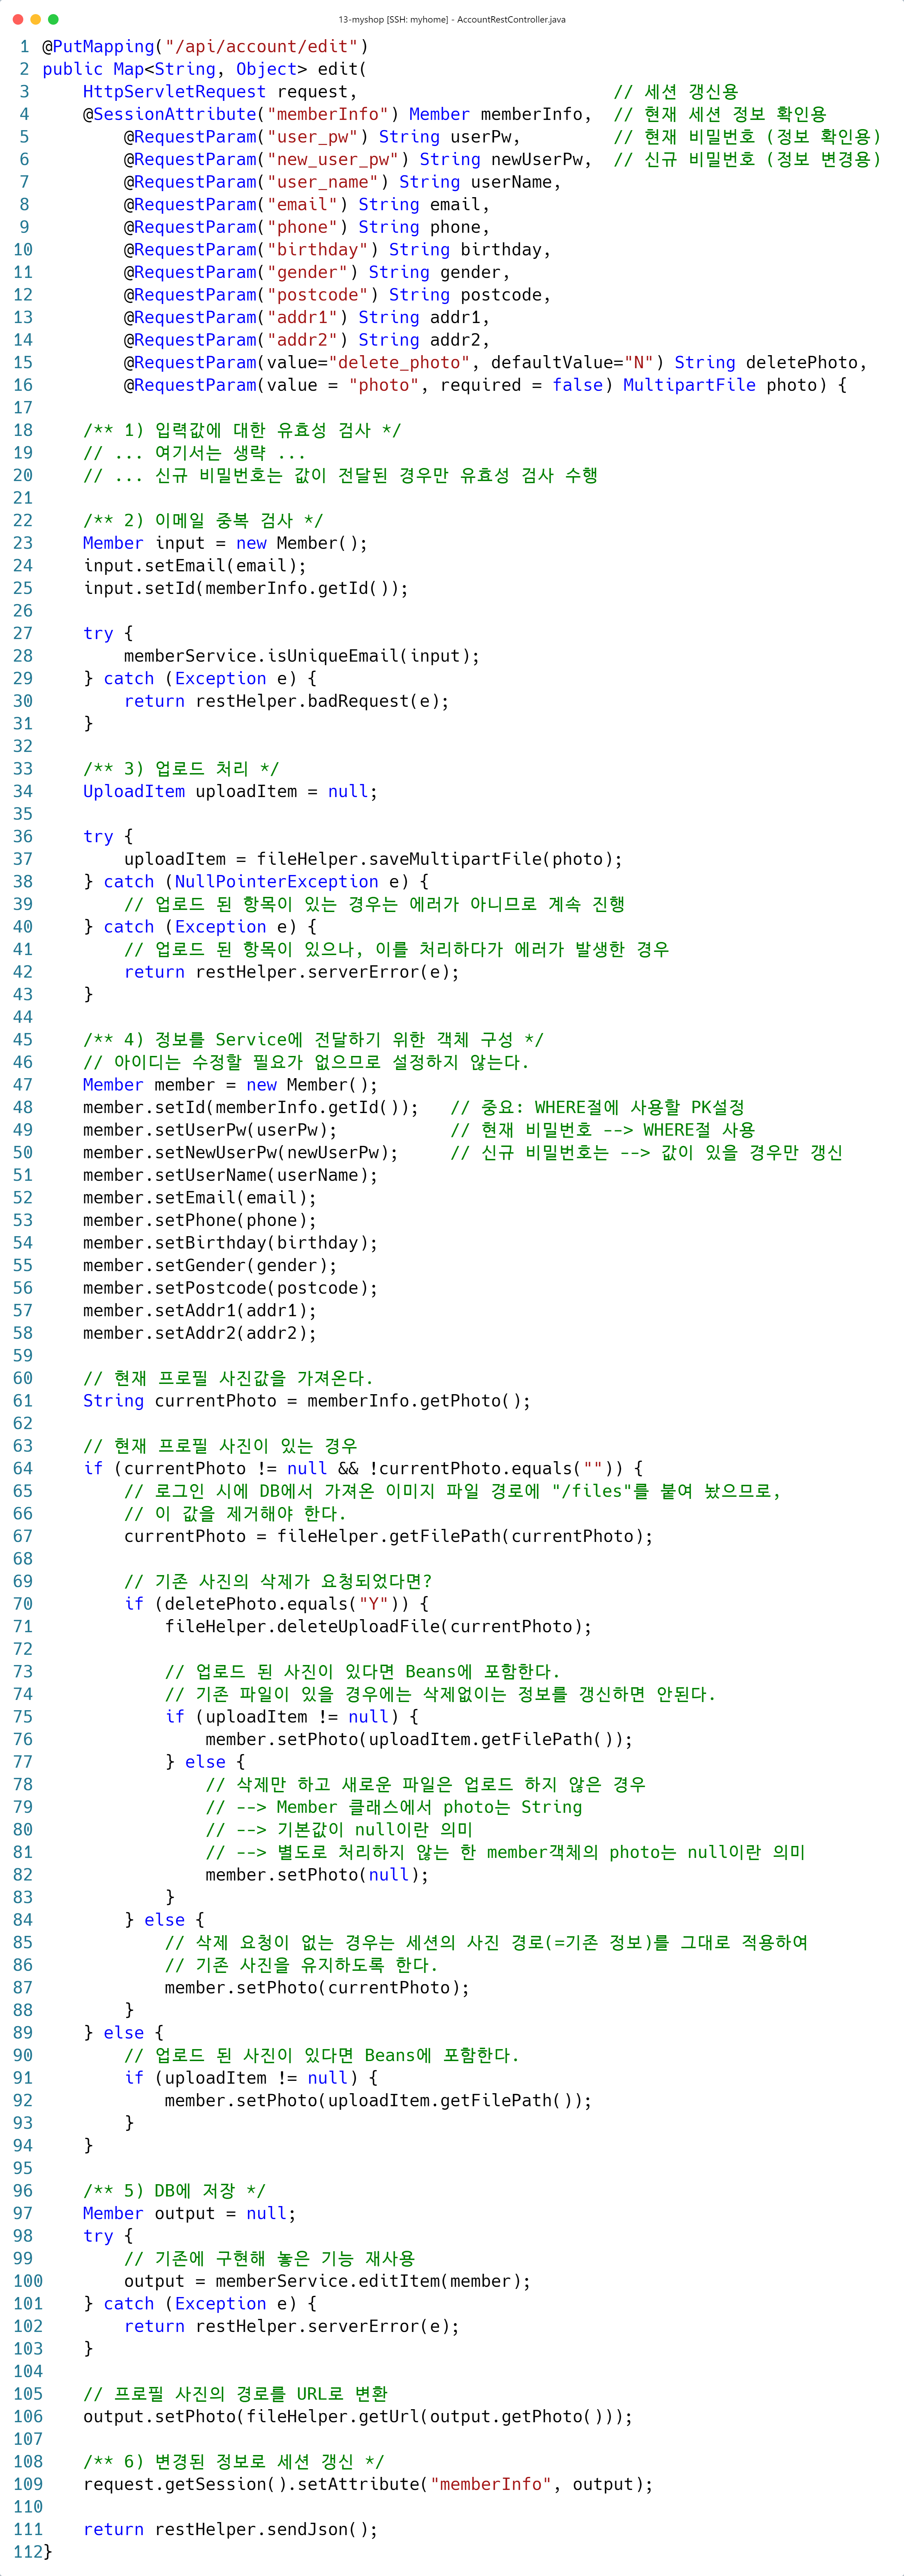 13-myshop [SSH: myhome] - AccountRestController.java
1 @PutMapping("/api/account/edit")
2 public Map<String, Object> edit(
3     HttpServletRequest request,                         // 세션 갱신용
4     @SessionAttribute("memberInfo") Member memberInfo,  // 현재 세션 정보 확인용
5         @RequestParam("user_pw") String userPw,         // 현재 비밀번호 (정보 확인용)
6         @RequestParam("new_user_pw") String newUserPw,  // 신규 비밀번호 (정보 변경용)
7         @RequestParam("user_name") String userName,
8         @RequestParam("email") String email,
9         @RequestParam("phone") String phone,
10         @RequestParam("birthday") String birthday,
11         @RequestParam("gender") String gender,
12         @RequestParam("postcode") String postcode,
13         @RequestParam("addr1") String addr1,
14         @RequestParam("addr2") String addr2,
15         @RequestParam(value="delete_photo", defaultValue="N") String deletePhoto,
16         @RequestParam(value = "photo", required = false) MultipartFile photo) {
17
18     /** 1) 입력값에 대한 유효성 검사 */
19     // ... 여기서는 생략 ...
20     // ... 신규 비밀번호는 값이 전달된 경우만 유효성 검사 수행
21
22     /** 2) 이메일 중복 검사 */
23     Member input = new Member();
24     input.setEmail(email);
25     input.setId(memberInfo.getId());
26
27     try {
28         memberService.isUniqueEmail(input);
29     } catch (Exception e) {
30         return restHelper.badRequest(e);
31     }
32
33     /** 3) 업로드 처리 */
34     UploadItem uploadItem = null;
35
36     try {
37         uploadItem = fileHelper.saveMultipartFile(photo);
38     } catch (NullPointerException e) {
39         // 업로드 된 항목이 있는 경우는 에러가 아니므로 계속 진행
40     } catch (Exception e) {
41         // 업로드 된 항목이 있으나, 이를 처리하다가 에러가 발생한 경우
42         return restHelper.serverError(e);
43     }
44
45     /** 4) 정보를 Service에 전달하기 위한 객체 구성 */
46     // 아이디는 수정할 필요가 없으므로 설정하지 않는다.
47     Member member = new Member();
48     member.setId(memberInfo.getId());   // 중요: WHERE절에 사용할 PK설정
49     member.setUserPw(userPw);           // 현재 비밀번호 --> WHERE절 사용
50     member.setNewUserPw(newUserPw);     // 신규 비밀번호는 --> 값이 있을 경우만 갱신
51     member.setUserName(userName);
52     member.setEmail(email);
53     member.setPhone(phone);
54     member.setBirthday(birthday);
55     member.setGender(gender);
56     member.setPostcode(postcode);
57     member.setAddr1(addr1);
58     member.setAddr2(addr2);
59
60     // 현재 프로필 사진값을 가져온다.
61     String currentPhoto = memberInfo.getPhoto();
62
63     // 현재 프로필 사진이 있는 경우
64     if (currentPhoto != null && !currentPhoto.equals("")) {
65         // 로그인 시에 DB에서 가져온 이미지 파일 경로에 "/files"를 붙여 놨으므로,
66         // 이 값을 제거해야 한다.
67         currentPhoto = fileHelper.getFilePath(currentPhoto);
68
69         // 기존 사진의 삭제가 요청되었다면?
70         if (deletePhoto.equals("Y")) {
71             fileHelper.deleteUploadFile(currentPhoto);
72
73             // 업로드 된 사진이 있다면 Beans에 포함한다.
74             // 기존 파일이 있을 경우에는 삭제없이는 정보를 갱신하면 안된다.
75             if (uploadItem != null) {
76                 member.setPhoto(uploadItem.getFilePath());
77             } else {
78                 // 삭제만 하고 새로운 파일은 업로드 하지 않은 경우
79                 // --> Member 클래스에서 photo는 String
80                 // --> 기본값이 null이란 의미
81                 // --> 별도로 처리하지 않는 한 member객체의 photo는 null이란 의미
82                 member.setPhoto(null);
83             }
84         } else {
85             // 삭제 요청이 없는 경우는 세션의 사진 경로(=기존 정보)를 그대로 적용하여
86             // 기존 사진을 유지하도록 한다.
87             member.setPhoto(currentPhoto);
88         }
89     } else {
90         // 업로드 된 사진이 있다면 Beans에 포함한다.
91         if (uploadItem != null) {
92             member.setPhoto(uploadItem.getFilePath());
93         }
94     }
95
96     /** 5) DB에 저장 */
97     Member output = null;
98     try {
99         // 기존에 구현해 놓은 기능 재사용
100         output = memberService.editItem(member);
101     } catch (Exception e) {
102         return restHelper.serverError(e);
103     }
104
105     // 프로필 사진의 경로를 URL로 변환
106     output.setPhoto(fileHelper.getUrl(output.getPhoto()));
107
108     /** 6) 변경된 정보로 세션 갱신 */
109     request.getSession().setAttribute("memberInfo", output);
110
111     return restHelper.sendJson();
112}